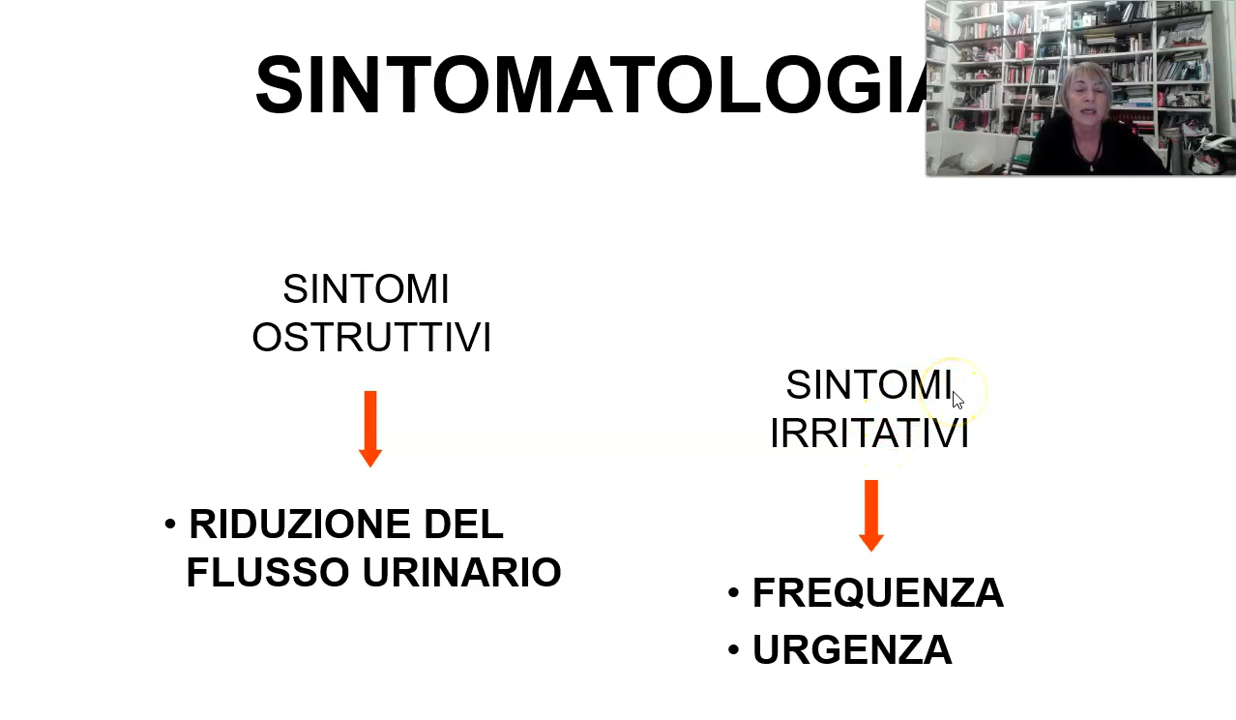 SINTOMATOLOGIA
SINTOMI
OSTRUTTIVI
• RIDUZIONE DEL
FLUSSO URINARIO
SINTOMI
IRRITATIVI
• FREQUENZA
• URGENZA